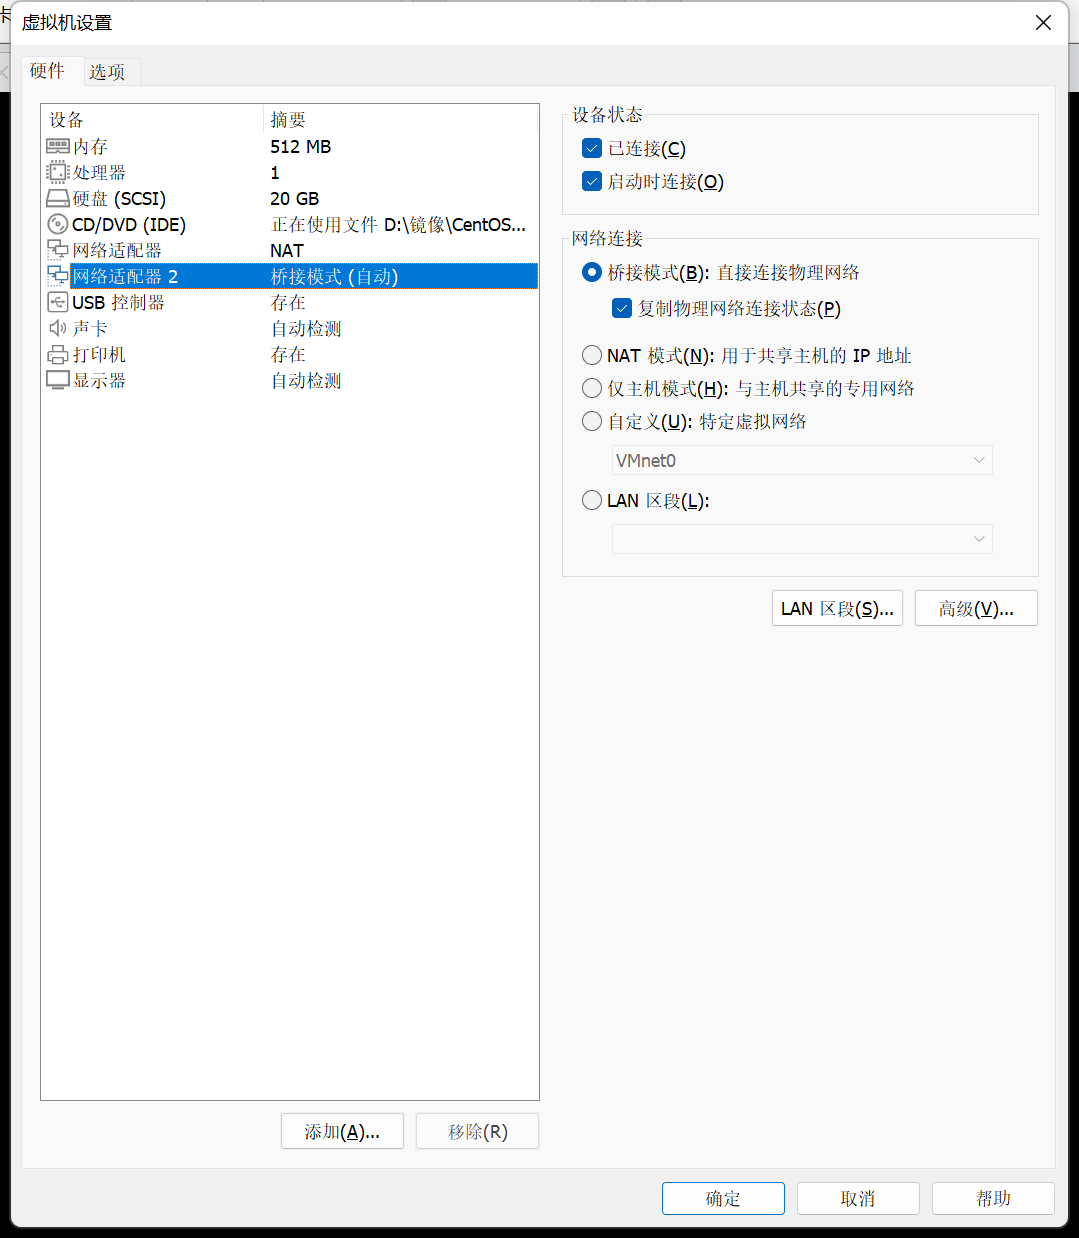 虚拟机设置
硬件 选项
设备 摘要
内存 512 MB
处理器 1
硬盘 (SCSI) 20 GB
CD/DVD (IDE) 正在使用文件 D:\镜像\CentOS...
网络适配器 NAT
网络适配器 2 桥接模式 (自动)
USB 控制器 存在
声卡 自动检测
打印机 存在
显示器 自动检测
添加(A)... 移除(R)
设备状态
已连接(C)
启动时连接(O)
网络连接
桥接模式(B): 直接连接物理网络
复制物理网络连接状态(P)
NAT 模式(N): 用于共享主机的 IP 地址
仅主机模式(H): 与主机共享的专用网络
自定义(U): 特定虚拟网络
VMnet0
LAN 区段(L):
LAN 区段(S)... 高级(V)...
确定 取消 帮助